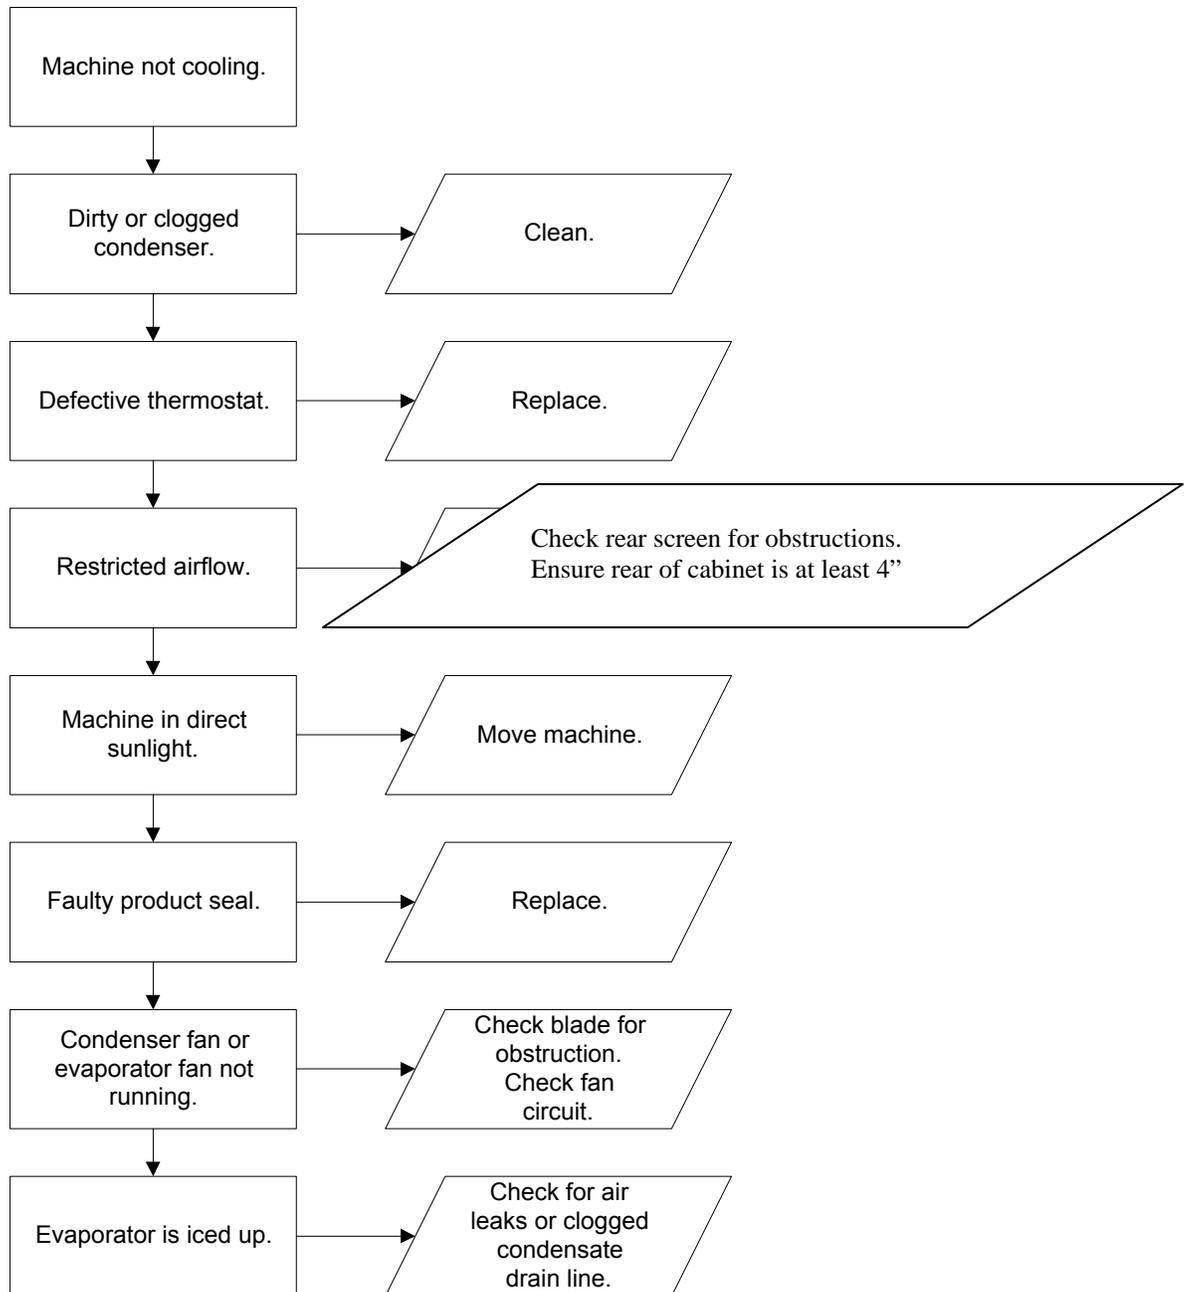 Machine not cooling.
Dirty or clogged
condenser.
Clean.
Defective thermostat.
Replace.
Restricted airflow.
Check rear screen for obstructions.
Ensure rear of cabinet is at least 4”
Machine in direct
sunlight.
Move machine.
Faulty product seal.
Replace.
Condenser fan or
evaporator fan not
running.
Check blade for
obstruction.
Check fan
circuit.
Evaporator is iced up.
Check for air
leaks or clogged
condensate
drain line.